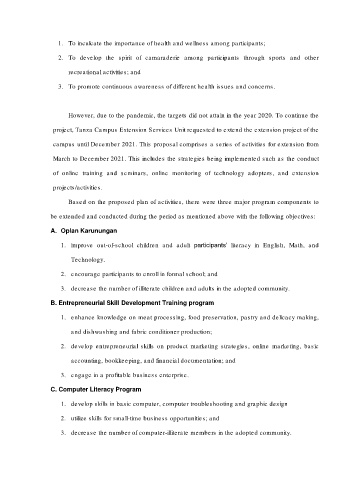 1. To inculcate the importance of health and wellness among participants;
2. To develop the spirit of camaraderie among participants through sports and other
recreational activities; and
3. To promote continuous awareness of different health issues and concerns.
However, due to the pandemic, the targets did not attain in the year 2020. To continue the
project, Tanza Campus Extension Services Unit requested to extend the extension project of the
campus until December 2021. This proposal comprises a series of activities for extension from
March to December 2021. This includes the strategies being implemented such as the conduct
of online training and seminars, online monitoring of technology adopters, and extension
projects/activities.
Based on the proposed plan of activities, there were three major program components to
be extended and conducted during the period as mentioned above with the following objectives:
A. Oplan Karunungan
1. improve out-of-school children and adult participants' literacy in English, Math, and
Technology.
2. encourage participants to enroll in formal school; and
3. decrease the number of illiterate children and adults in the adopted community.
B. Entrepreneurial Skill Development Training program
1. enhance knowledge on meat processing, food preservation, pastry and delicacy making,
and dishwashing and fabric conditioner production;
2. develop entrepreneurial skills on product marketing strategies, online marketing, basic
accounting, bookkeeping, and financial documentation; and
3. engage in a profitable business enterprise.
C. Computer Literacy Program
1. develop skills in basic computer, computer troubleshooting and graphic design
2. utilize skills for small-time business opportunities; and
3. decrease the number of computer-illiterate members in the adopted community.